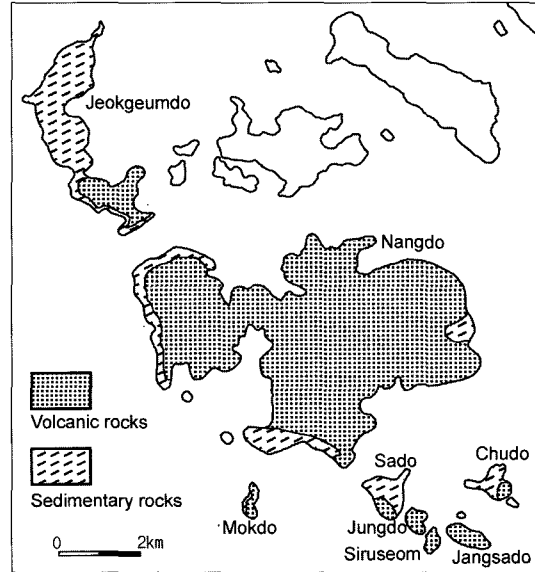 Jeokgeumdo
Nangdo
Volcanic rocks
Sedimentary rocks
Sado
Chudo
Mokdo
Jungdo
Siruseom
Jangsado
0
2km